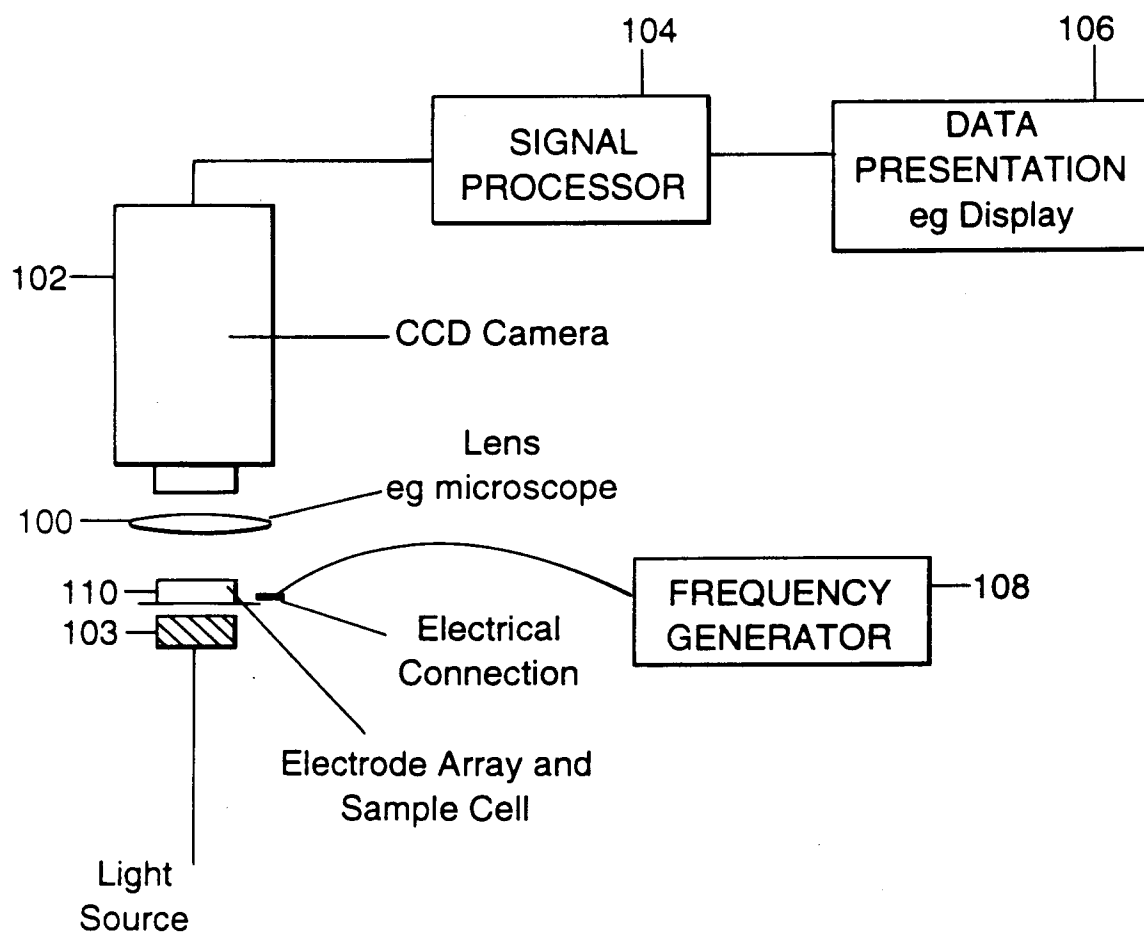 104
106
SIGNAL
PROCESSOR
DATA
PRESENTATION
eg Display
102
CCD Camera
Lens
eg microscope
100
110
103
FREQUENCY
GENERATOR
108
Electrical
Connection
Electrode Array and
Sample Cell
Light
Source